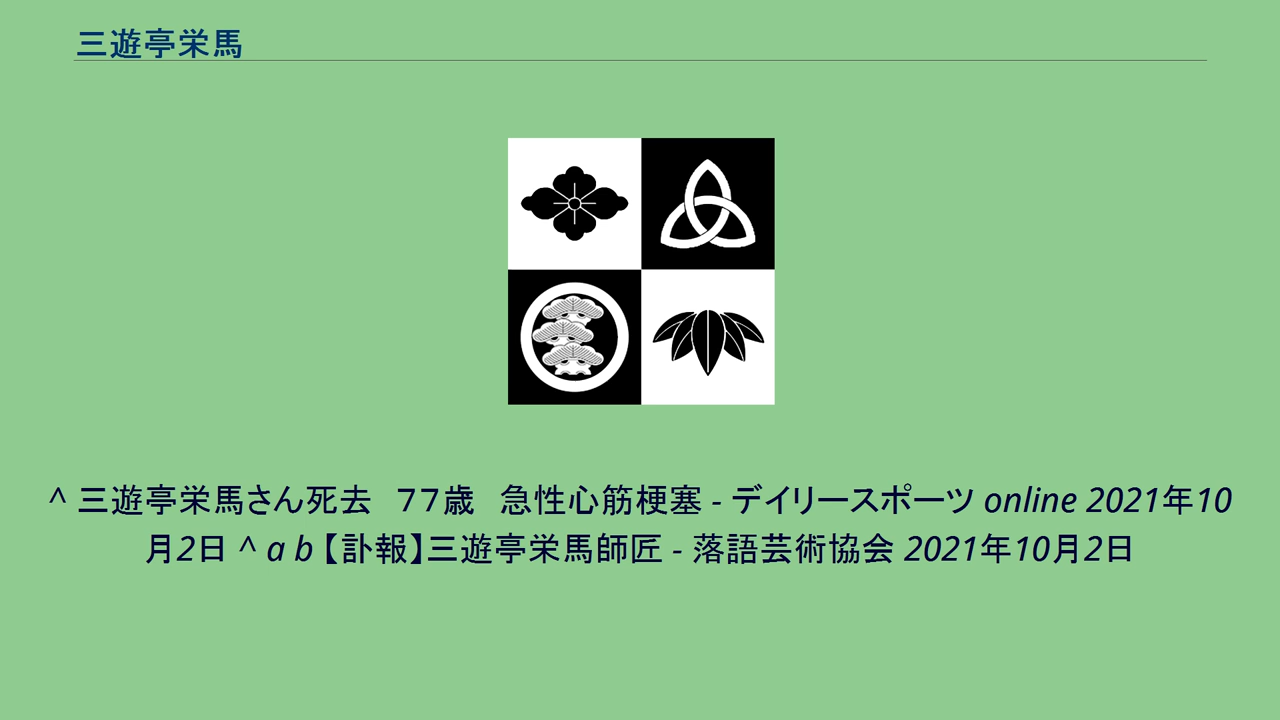 三遊亭栄馬
^ 三遊亭栄馬さん死去　７７歳　急性心筋梗塞 - デイリースポーツ online 2021年10
月2日 ^ a b【訃報】三遊亭栄馬師匠 - 落語芸術協会 2021年10月2日